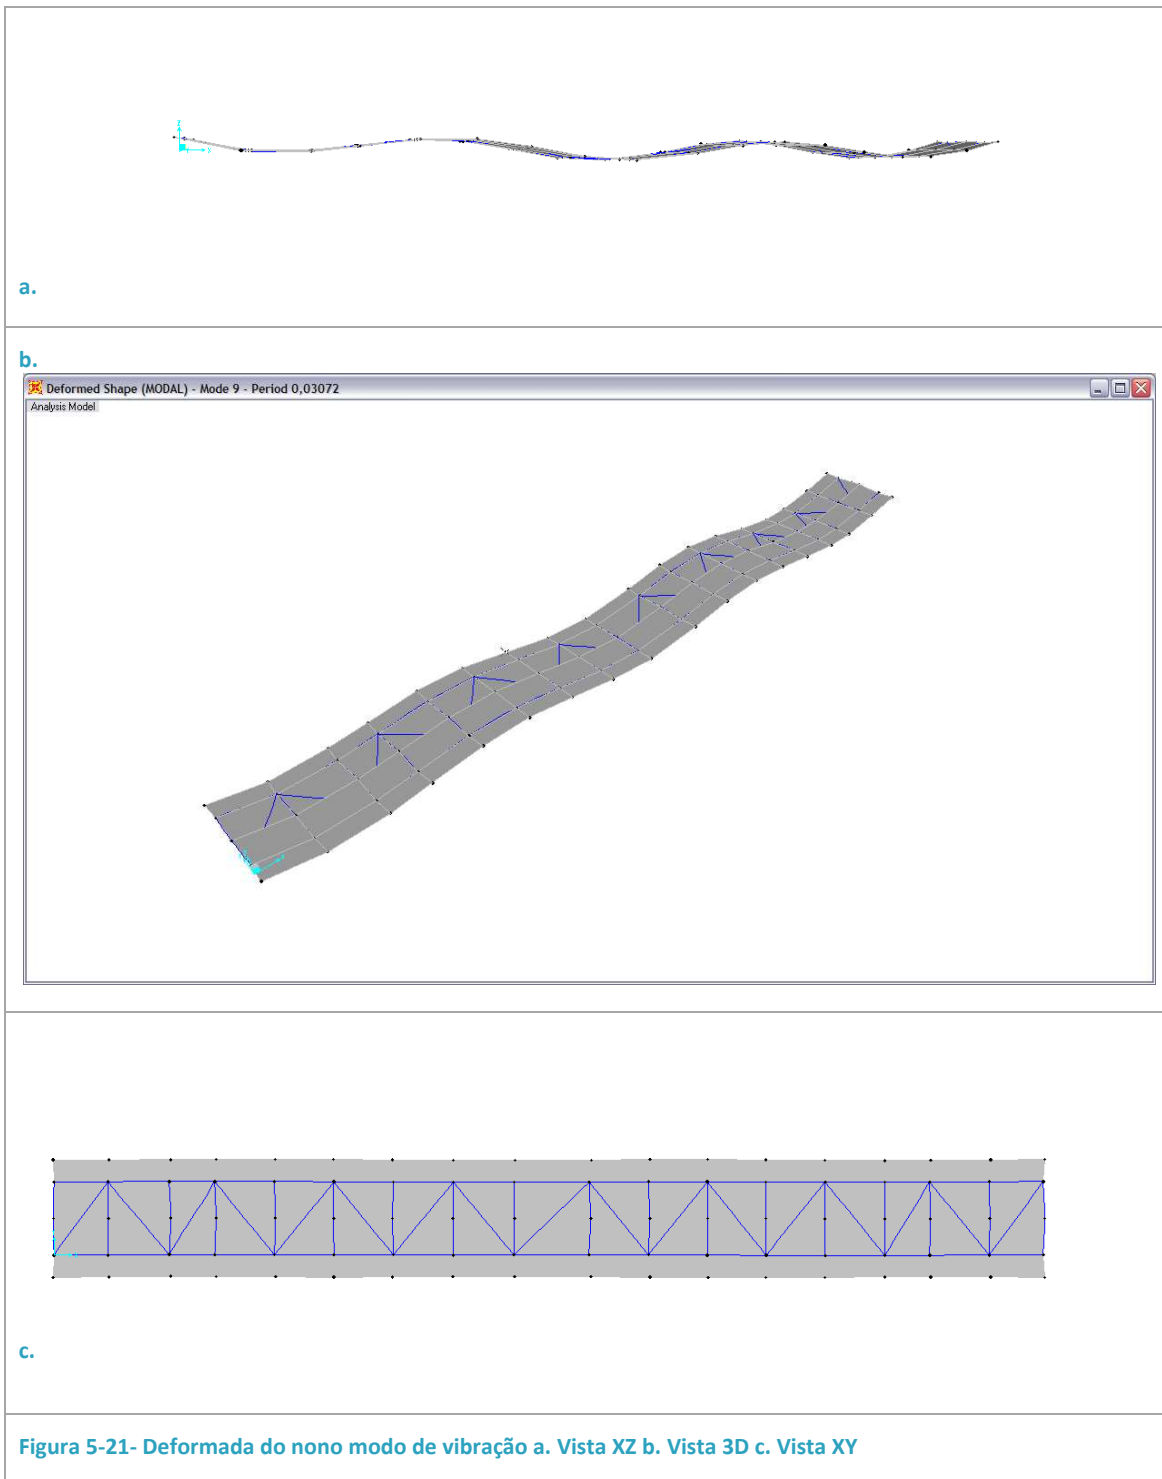 a.
b.
Deformed Shape (MODAL) - Mode 9 - Period 0,03072
Analysis Model
c.
Figura 5-21- Deformada do nono modo de vibração a. Vista XZ b. Vista 3D c. Vista XY